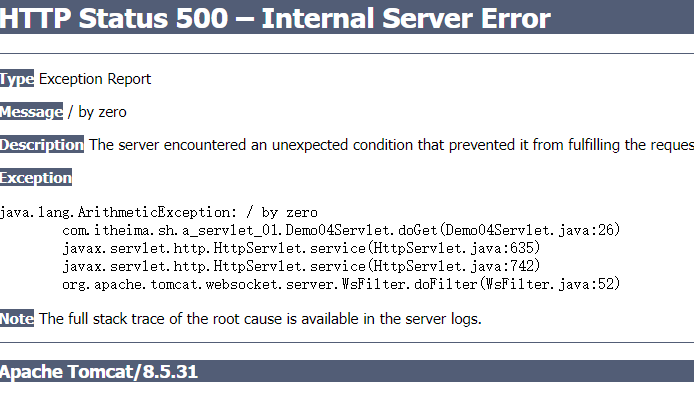 HTTP Status 500 – Internal Server Error
Type Exception Report
Message / by zero
Description The server encountered an unexpected condition that prevented it from fulfilling the
Exception
java.lang.ArithmeticException: / by zero
com.itheima.sh.a_servlet_01.Demo04Servlet.doGet(Demo04Servlet.java:26)
javax.servlet.http.HttpServlet.service(HttpServlet.java:635)
javax.servlet.http.HttpServlet.service(HttpServlet.java:742)
org.apache.tomcat.websocket.server.WsFilter.doFilter(WsFilter.java:52)
Note The full stack trace of the root cause is available in the server logs.
Apache Tomcat/8.5.31